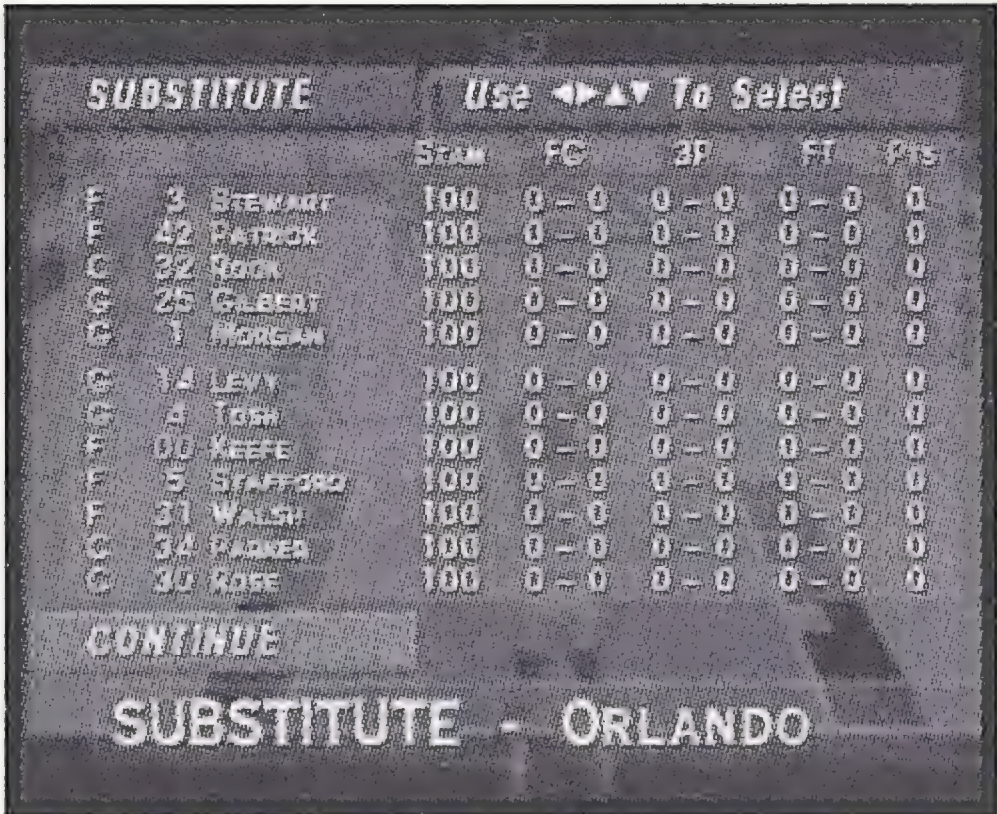 SUBSTITUTE Use ◄►▲▼ To Select
STAM FG 3P FT PTS
F 3 STEWART 100 0 - 0 0 - 0 0 - 0 0
F 42 PATRICK 100 0 - 0 0 - 0 0 - 0 0
C 32 ROOK 100 0 - 0 0 - 0 0 - 0 0
G 25 GILBERT 100 0 - 0 0 - 0 0 - 0 0
G 1 MORGAN 100 0 - 0 0 - 0 0 - 0 0
G 14 LEVY 100 0 - 0 0 - 0 0 - 0 0
G 4 TOSH 100 0 - 0 0 - 0 0 - 0 0
F 00 KEEFE 100 0 - 0 0 - 0 0 - 0 0
F 5 STAFFORD 100 0 - 0 0 - 0 0 - 0 0
F 31 WALSH 100 0 - 0 0 - 0 0 - 0 0
C 34 PARKER 100 0 - 0 0 - 0 0 - 0 0
C 30 ROSE 100 0 - 0 0 - 0 0 - 0
CONTINUE
SUBSTITUTE - ORLANDO